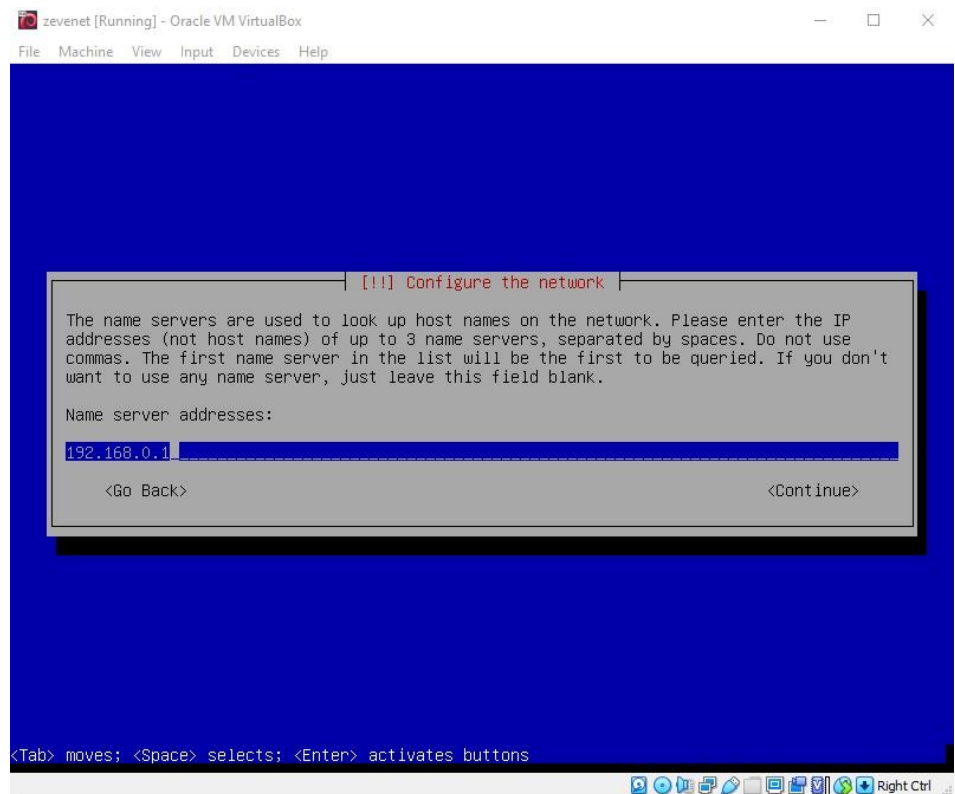 zevenet [Running] - Oracle VM VirtualBox
File Machine View Input Devices Help
[!!] Configure the network
The name servers are used to look up host names on the network. Please enter the IP
addresses (not host names) of up to 3 name servers, separated by spaces. Do not use
commas. The first name server in the list will be the first to be queried. If you don't
want to use any name server, just leave this field blank.
Name server addresses:
192.168.0.1
<Go Back> <Continue>
<Tab> moves; <Space> selects; <Enter> activates buttons
Right Ctrl